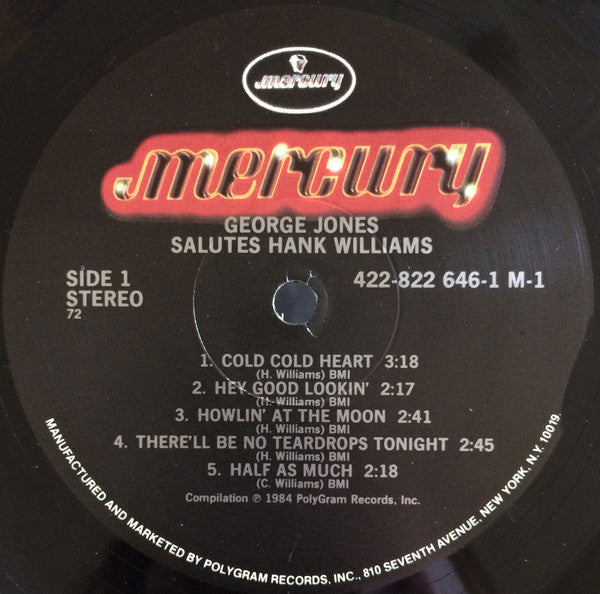 mercury
mercury
GEORGE JONES
SALUTES HANK WILLIAMS
SIDE 1
STEREO
72
422-822 646-1 M-1
1. COLD COLD HEART 3:18
(H. Williams) BMI
2. HEY GOOD LOOKIN' 2:17
(H. Williams) BMI
3. HOWLIN' AT THE MOON 2:41
(H. Williams) BMI
4. THERE'LL BE NO TEARDROPS TONIGHT 2:45
(H. Williams) BMI
5. HALF AS MUCH 2:18
(C. Williams) BMI
Compilation ℗ 1984 PolyGram Records, Inc.
MANUFACTURED AND MARKETED BY POLYGRAM RECORDS, INC., 810 SEVENTH AVENUE, NEW YORK, N.Y. 10019.